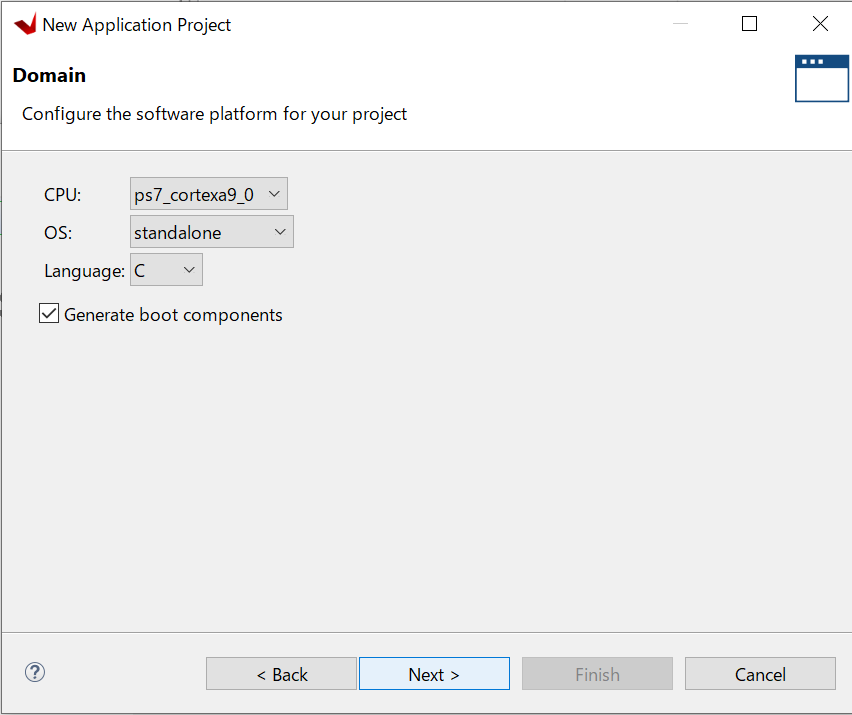 New Application Project
Domain
Configure the software platform for your project
CPU: ps7_cortexa9_0
OS: standalone
Language: C
Generate boot components
? < Back Next > Finish Cancel